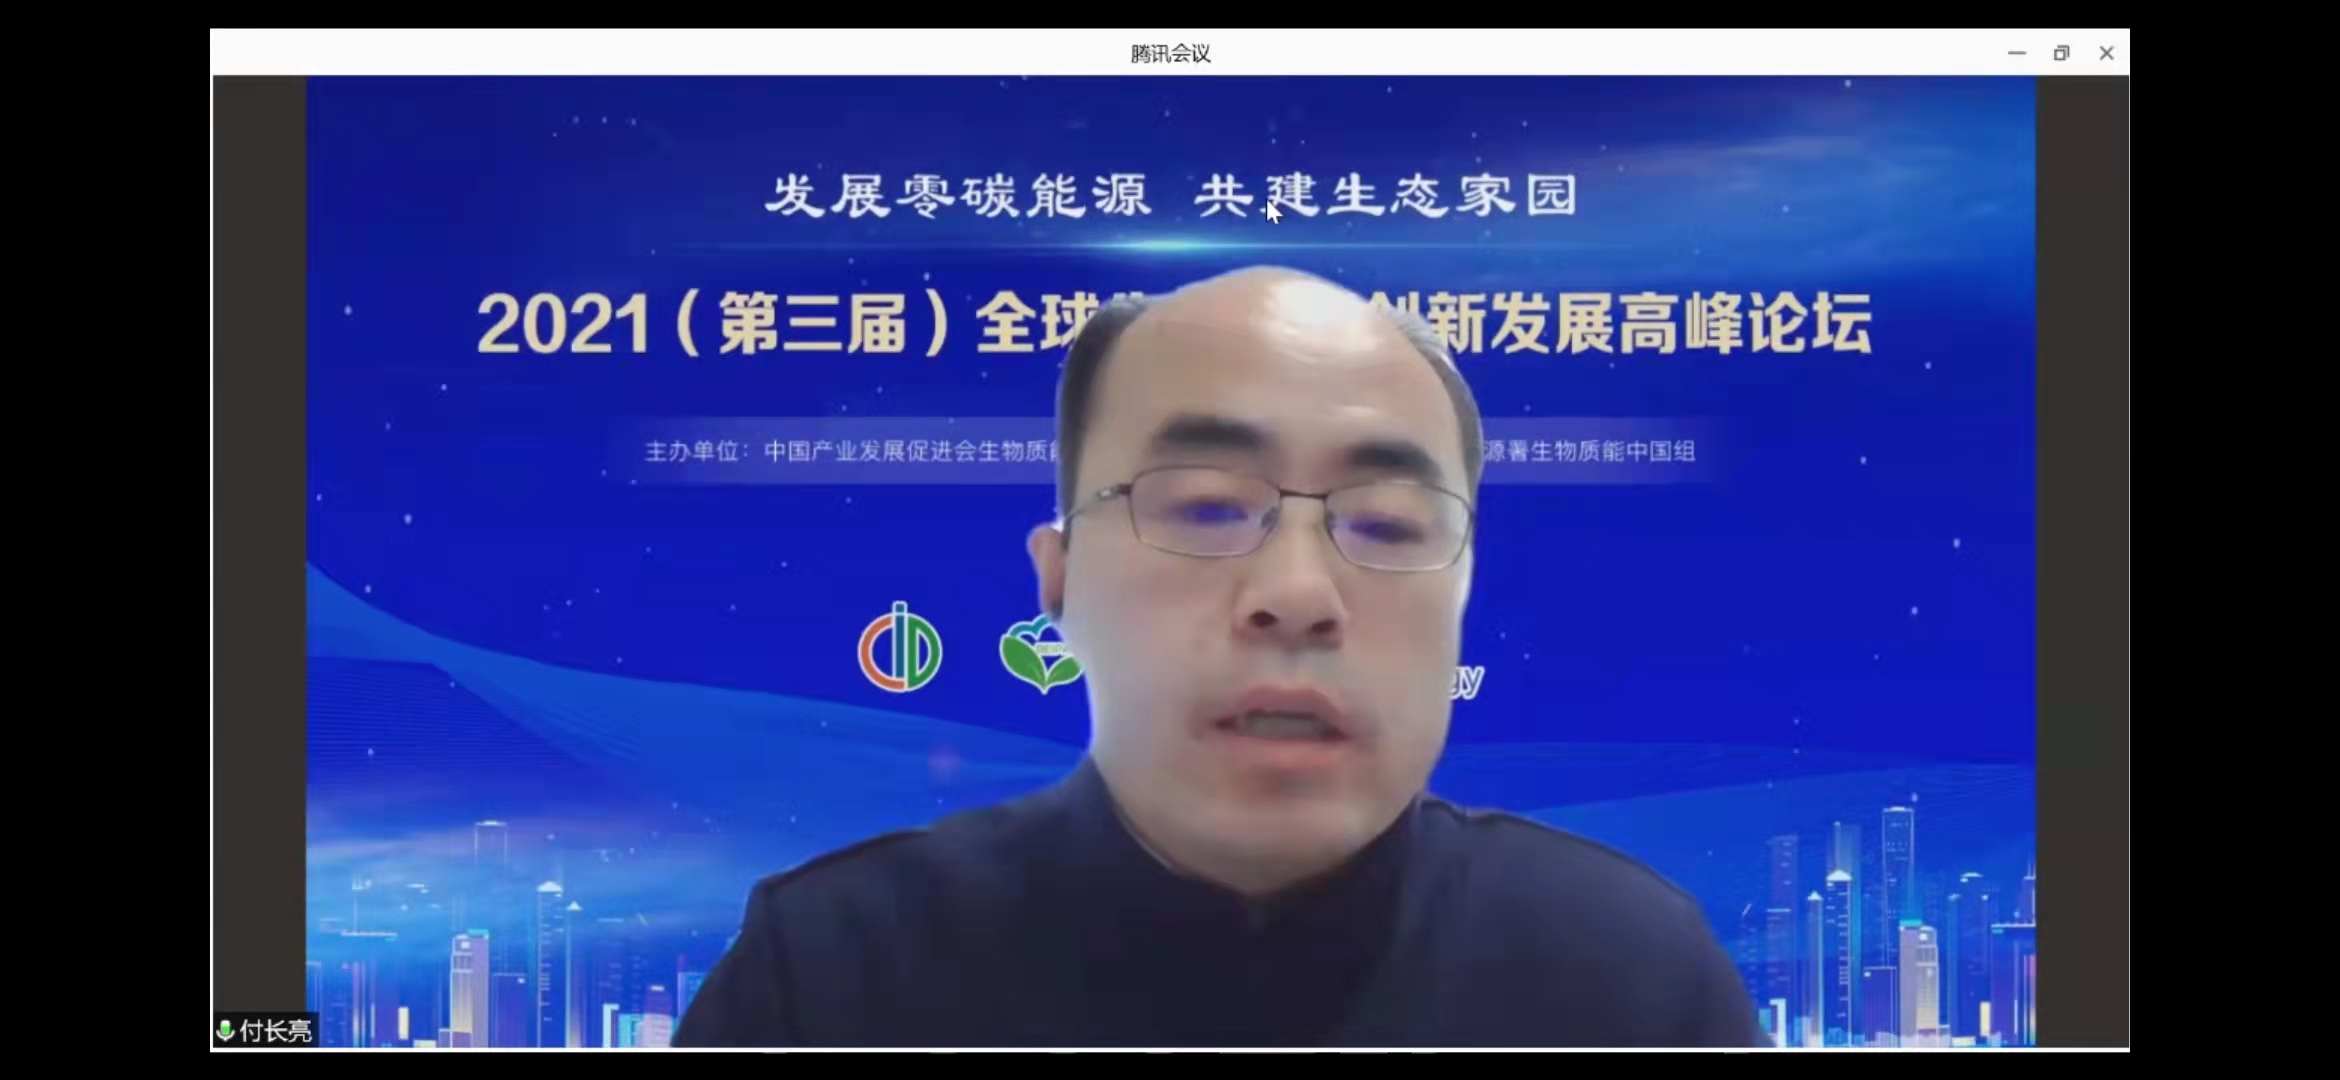 腾讯会议
发展零碳能源 共建生态家园
2021（第三届）全球 创新发展高峰论坛
主办单位：中国产业发展促进会生物质能 源署生物质能中国组
gy
付长亮